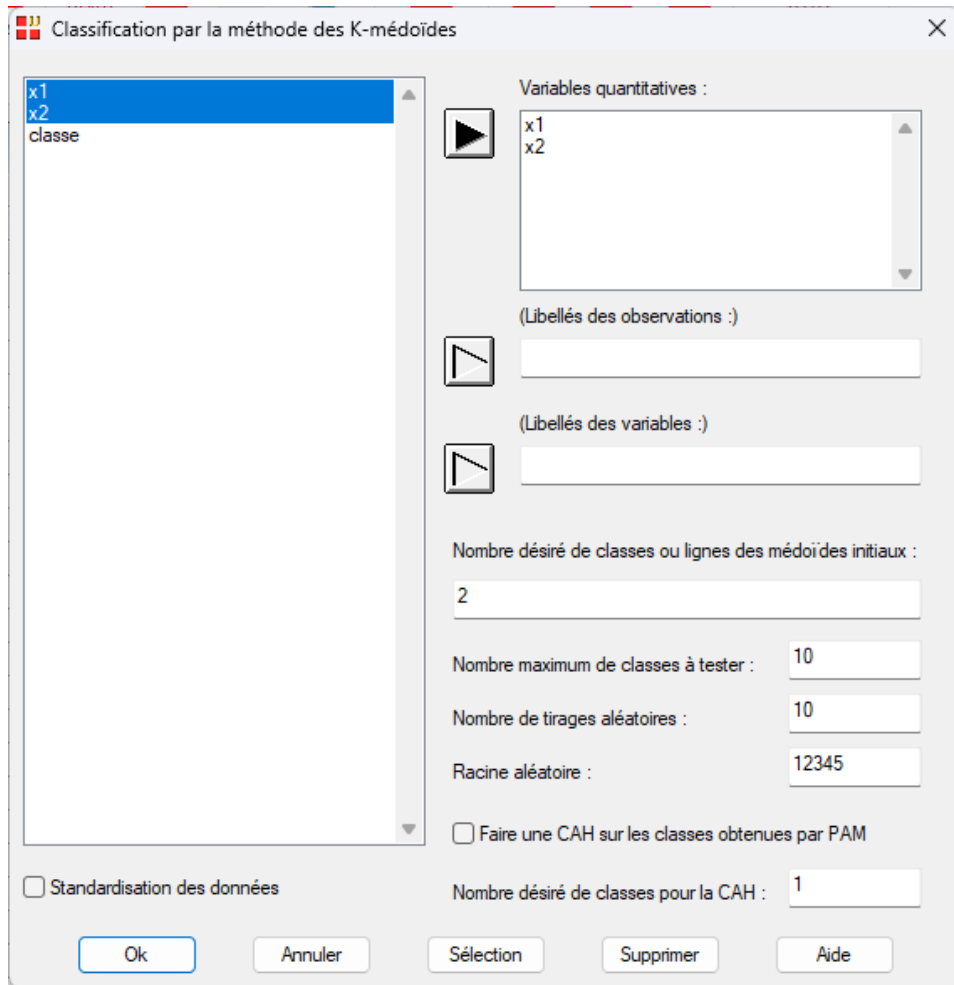 Classification par la méthode des K-médoïdes
x1
x2
classe
Variables quantitatives :
x1
x2
(Libellés des observations :)
(Libellés des variables :)
Nombre désiré de classes ou lignes des médoïdes initiaux :
2
Nombre maximum de classes à tester :
10
Nombre de tirages aléatoires :
10
Racine aléatoire :
12345
Faire une CAH sur les classes obtenues par PAM
Standardisation des données
Nombre désiré de classes pour la CAH :
1
Ok
Annuler
Sélection
Supprimer
Aide